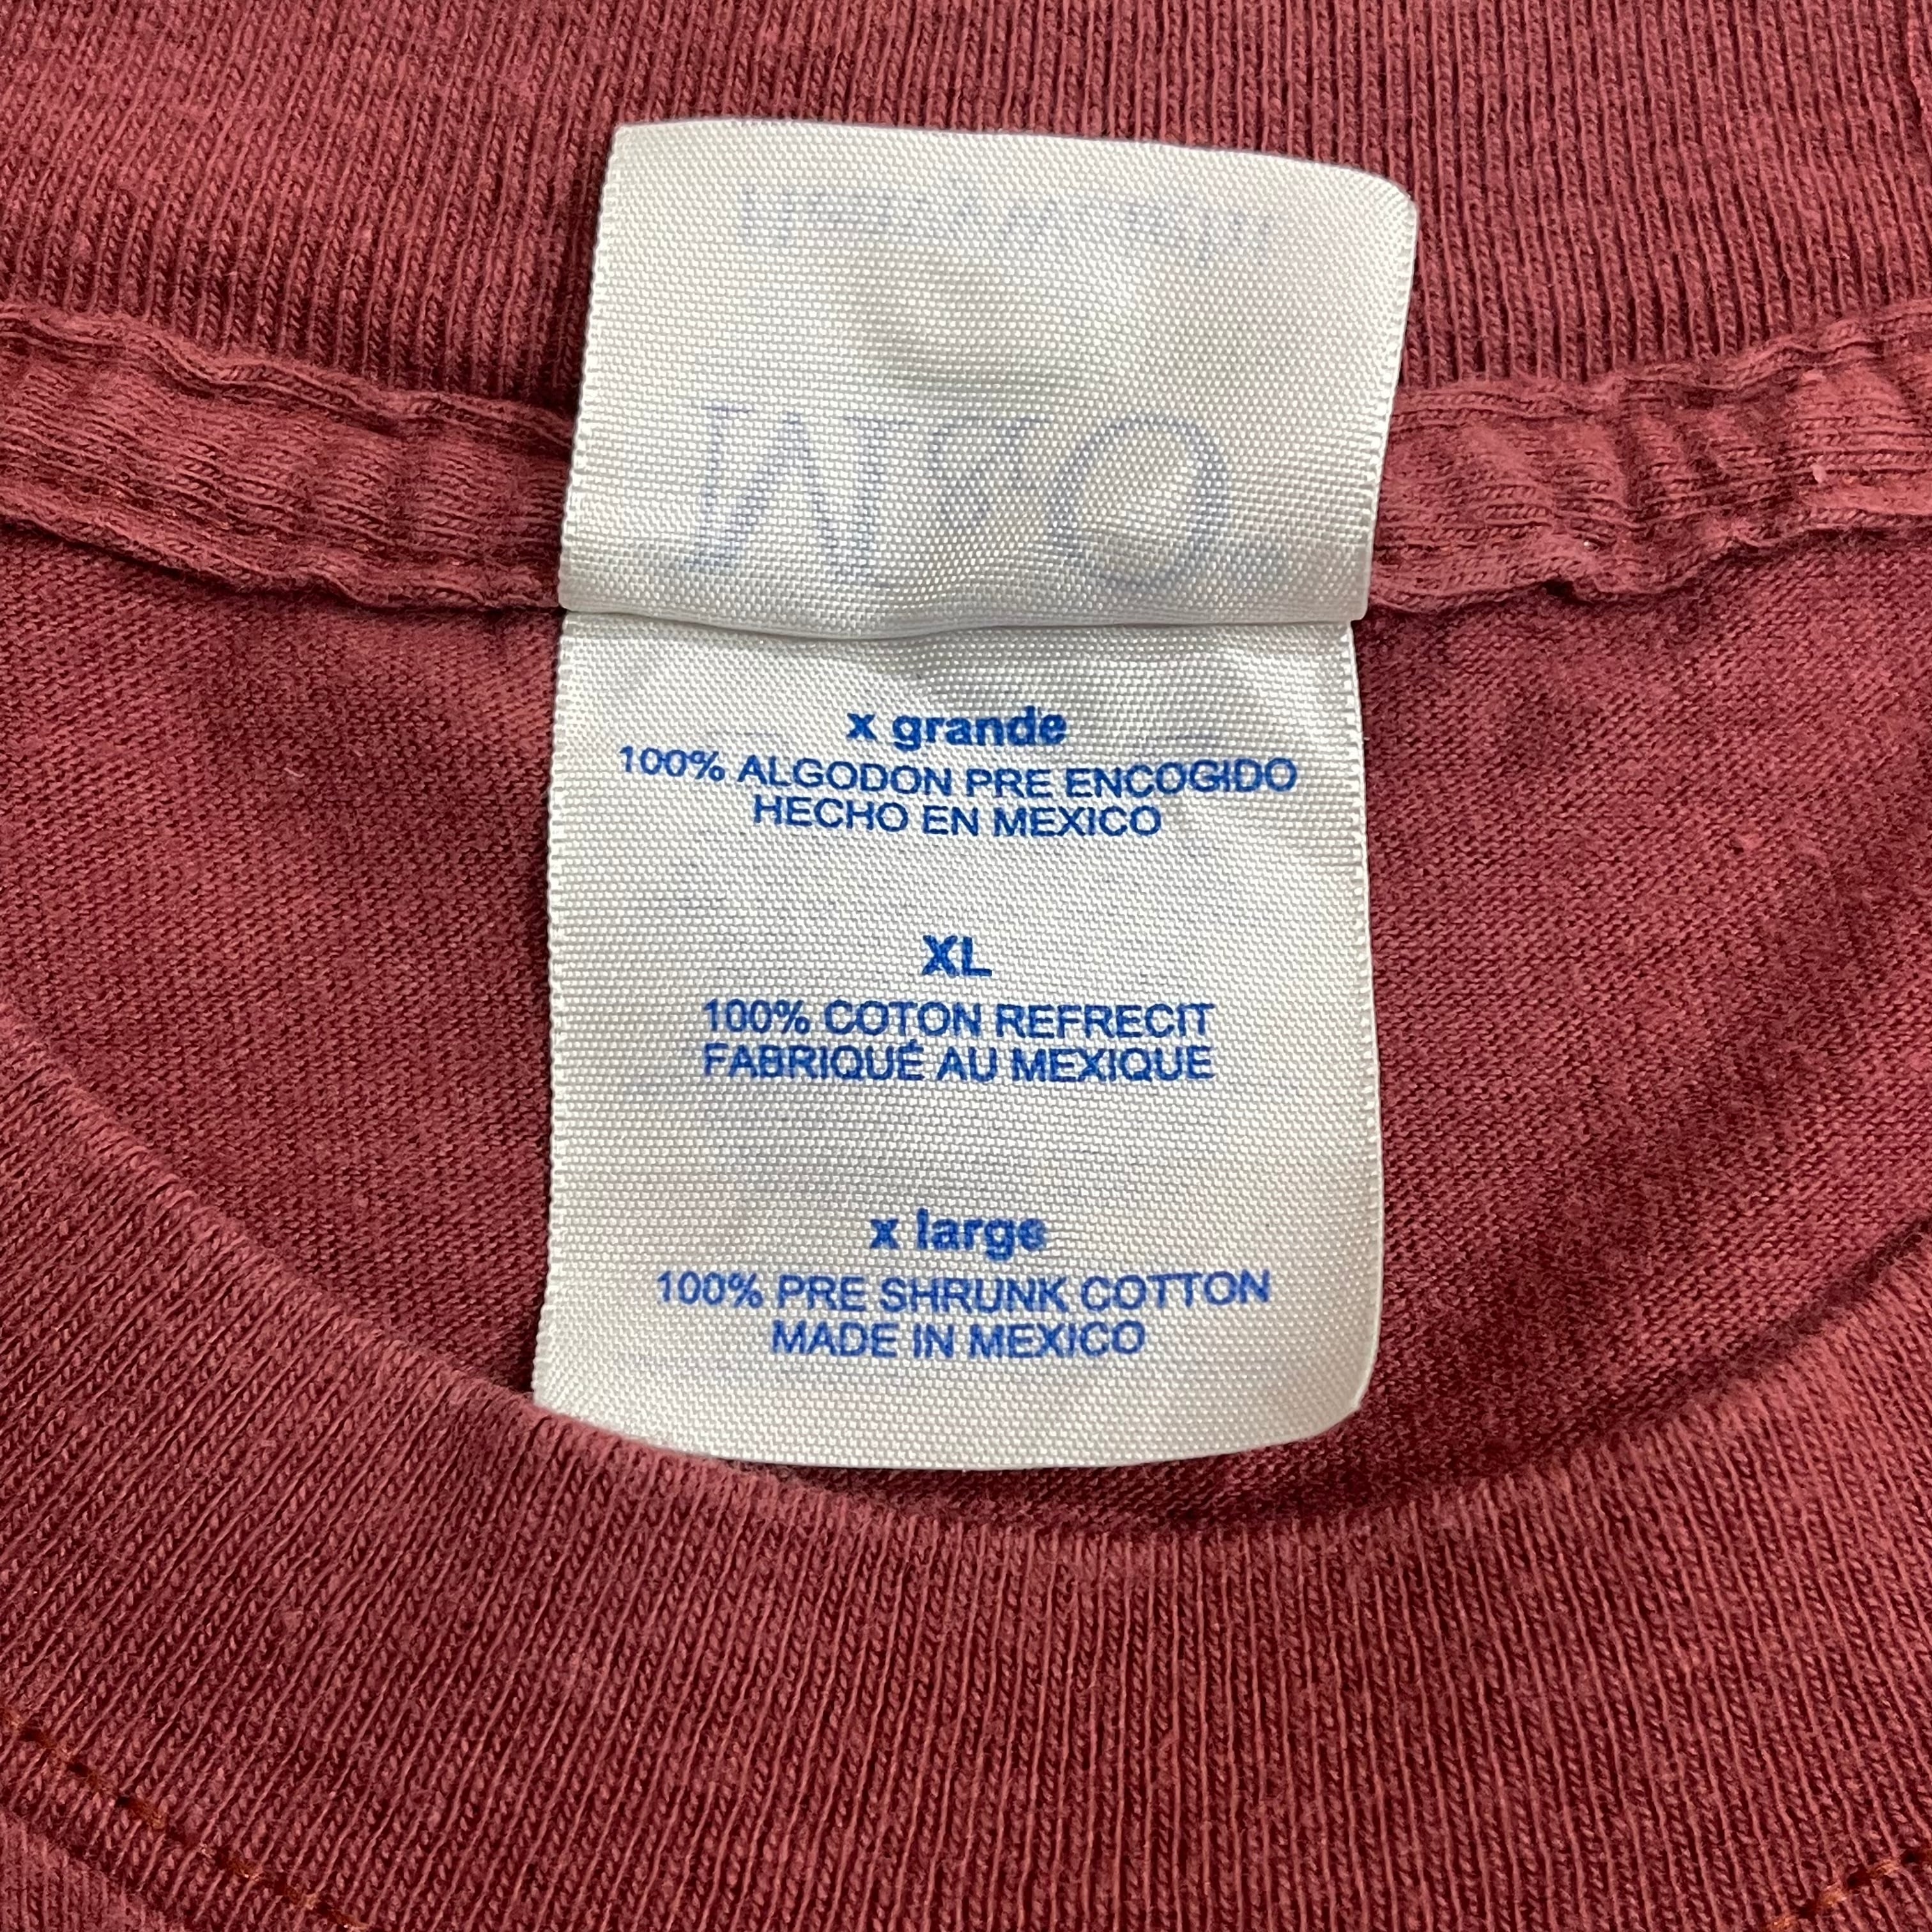 x grande
100% ALGODON PRE ENCOGIDO
HECHO EN MEXICO
XL
100% COTON REFRECIT
FABRIQUÉ AU MEXIQUE
x large
100% PRE SHRUNK COTTON
MADE IN MEXICO